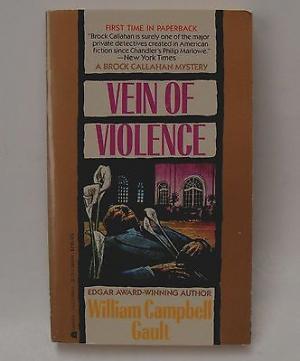 FIRST TIME IN PAPERBACK
"Brock Callahan is surely one of the major
private detectives created in American
fiction since Chandler's Philip Marlowe."
—New York Times
A BROCK CALLAHAN MYSTERY
VEIN OF
VIOLENCE
EDGAR AWARD-WINNING AUTHOR
William Campbell
Gault